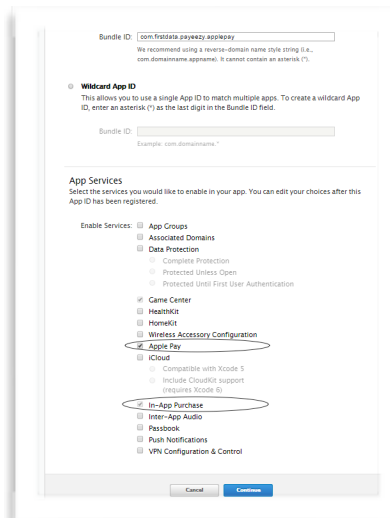 Bundle ID: com.firstdata.payeezy.applepay
We recommend using a reverse-domain name style string (i.e.,
com.domainname.appname). It cannot contain an asterisk (*).
Wildcard App ID
This allows you to use a single App ID to match multiple apps. To create a wildcard App
ID, enter an asterisk (*) as the last digit in the Bundle ID field.
Bundle ID:
Example: com.domainname.*
App Services
Select the services you would like to enable in your app. You can edit your choices after this
App ID has been registered.
Enable Services: App Groups
Associated Domains
Data Protection
Complete Protection
Protected Unless Open
Protected Until First User Authentication
Game Center
HealthKit
HomeKit
Wireless Accessory Configuration
Apple Pay
iCloud
Compatible with Xcode 5
Include CloudKit support
(requires Xcode 6)
In-App Purchase
Inter-App Audio
Passbook
Push Notifications
VPN Configuration & Control
Cancel Continue